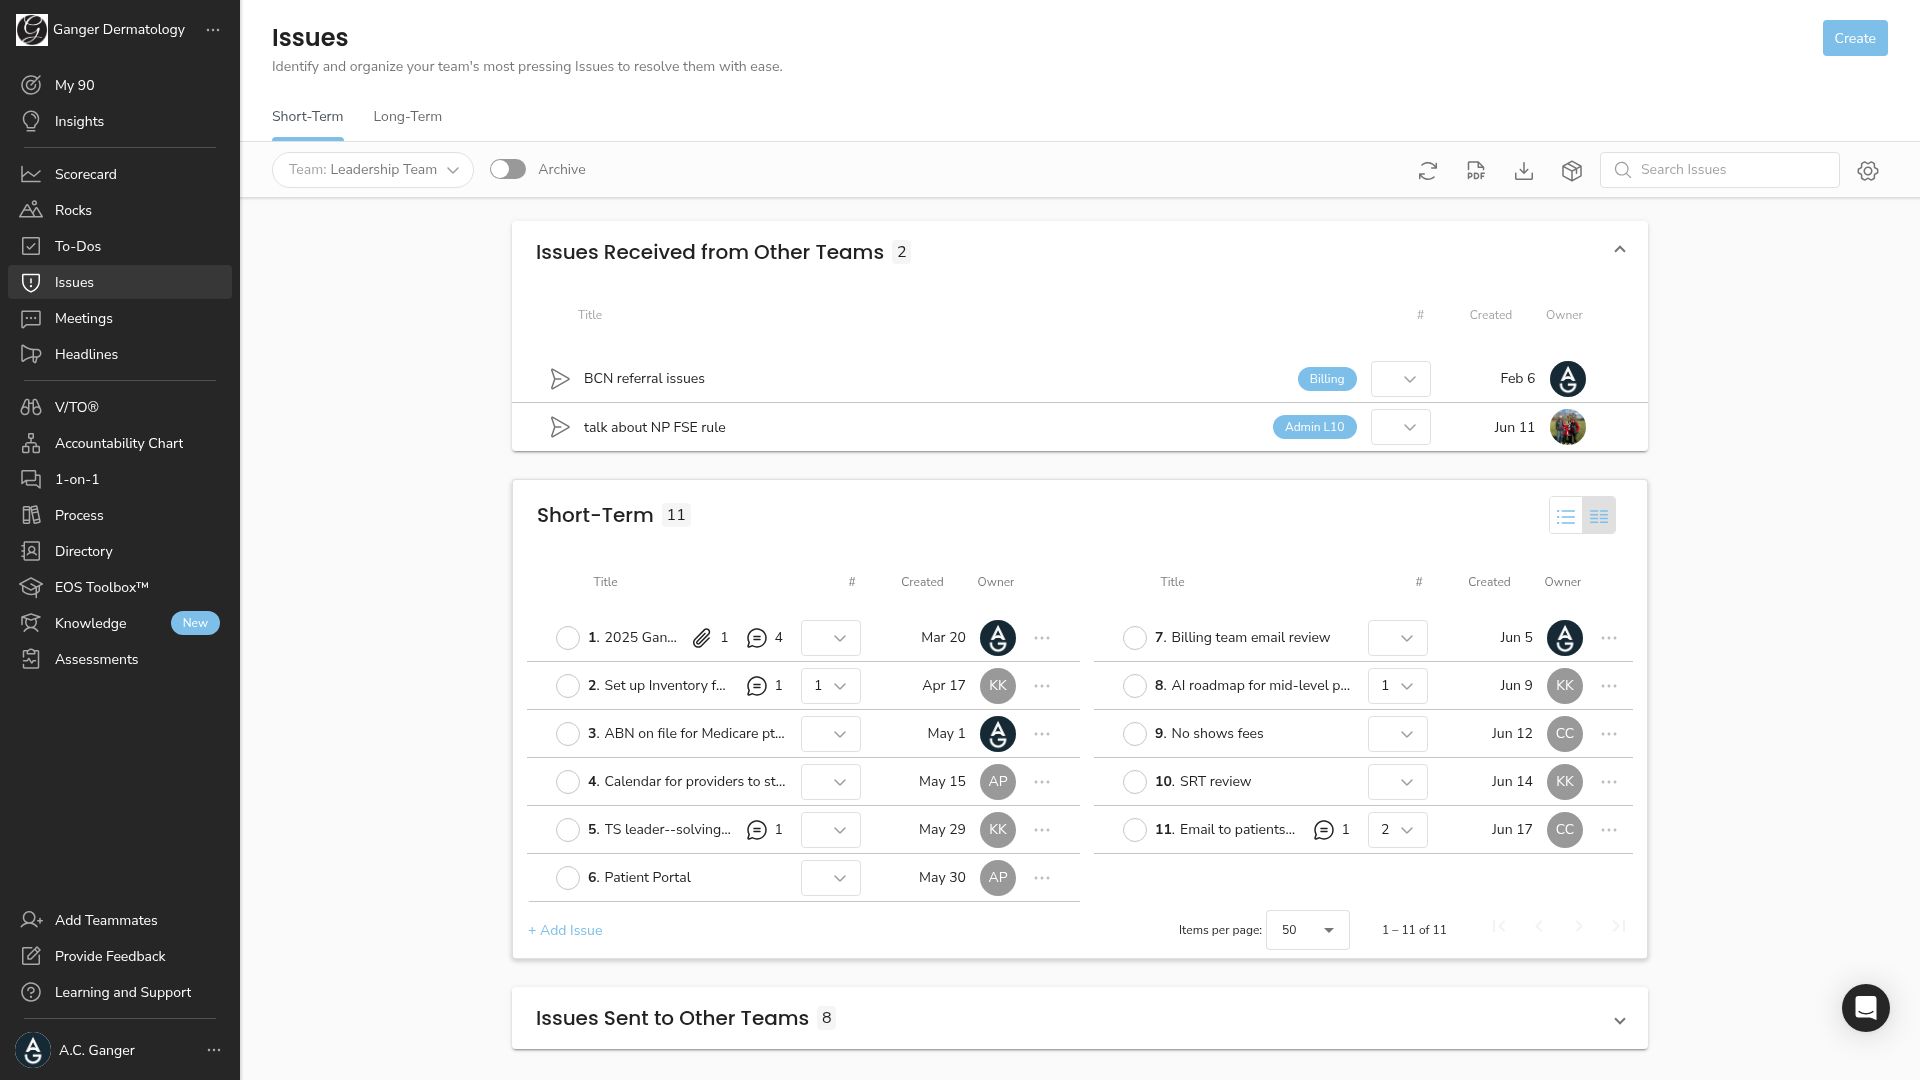 Ganger Dermatology
My 90
Insights
Scorecard
Rocks
To-Dos
Issues
Meetings
Headlines
V/TO®
Accountability Chart
1-on-1
Process
Directory
EOS Toolbox™
Knowledge New
Assessments
Add Teammates
Provide Feedback
Learning and Support
A.C. Ganger
Issues
Create
Identify and organize your team's most pressing Issues to resolve them with ease.
Short-Term Long-Term
Team: Leadership Team Archive PDF Search Issues
Issues Received from Other Teams 2
Title # Created Owner
BCN referral issues Billing Feb 6 AG
talk about NP FSE rule Admin L10 Jun 11
Short-Term 11
Title # Created Owner Title # Created Owner
1. 2025 Gan... 1 4 Mar 20 AG
2. Set up Inventory f... 1 1 Apr 17 KK
3. ABN on file for Medicare pt... May 1 AG
4. Calendar for providers to st... May 15 AP
5. TS leader--solving... 1 May 29 KK
6. Patient Portal May 30 AP
7. Billing team email review Jun 5 AG
8. AI roadmap for mid-level p... 1 Jun 9 KK
9. No shows fees Jun 12 CC
10. SRT review Jun 14 KK
11. Email to patients... 1 2 Jun 17 CC
+ Add Issue Items per page: 50 1 – 11 of 11
Issues Sent to Other Teams 8